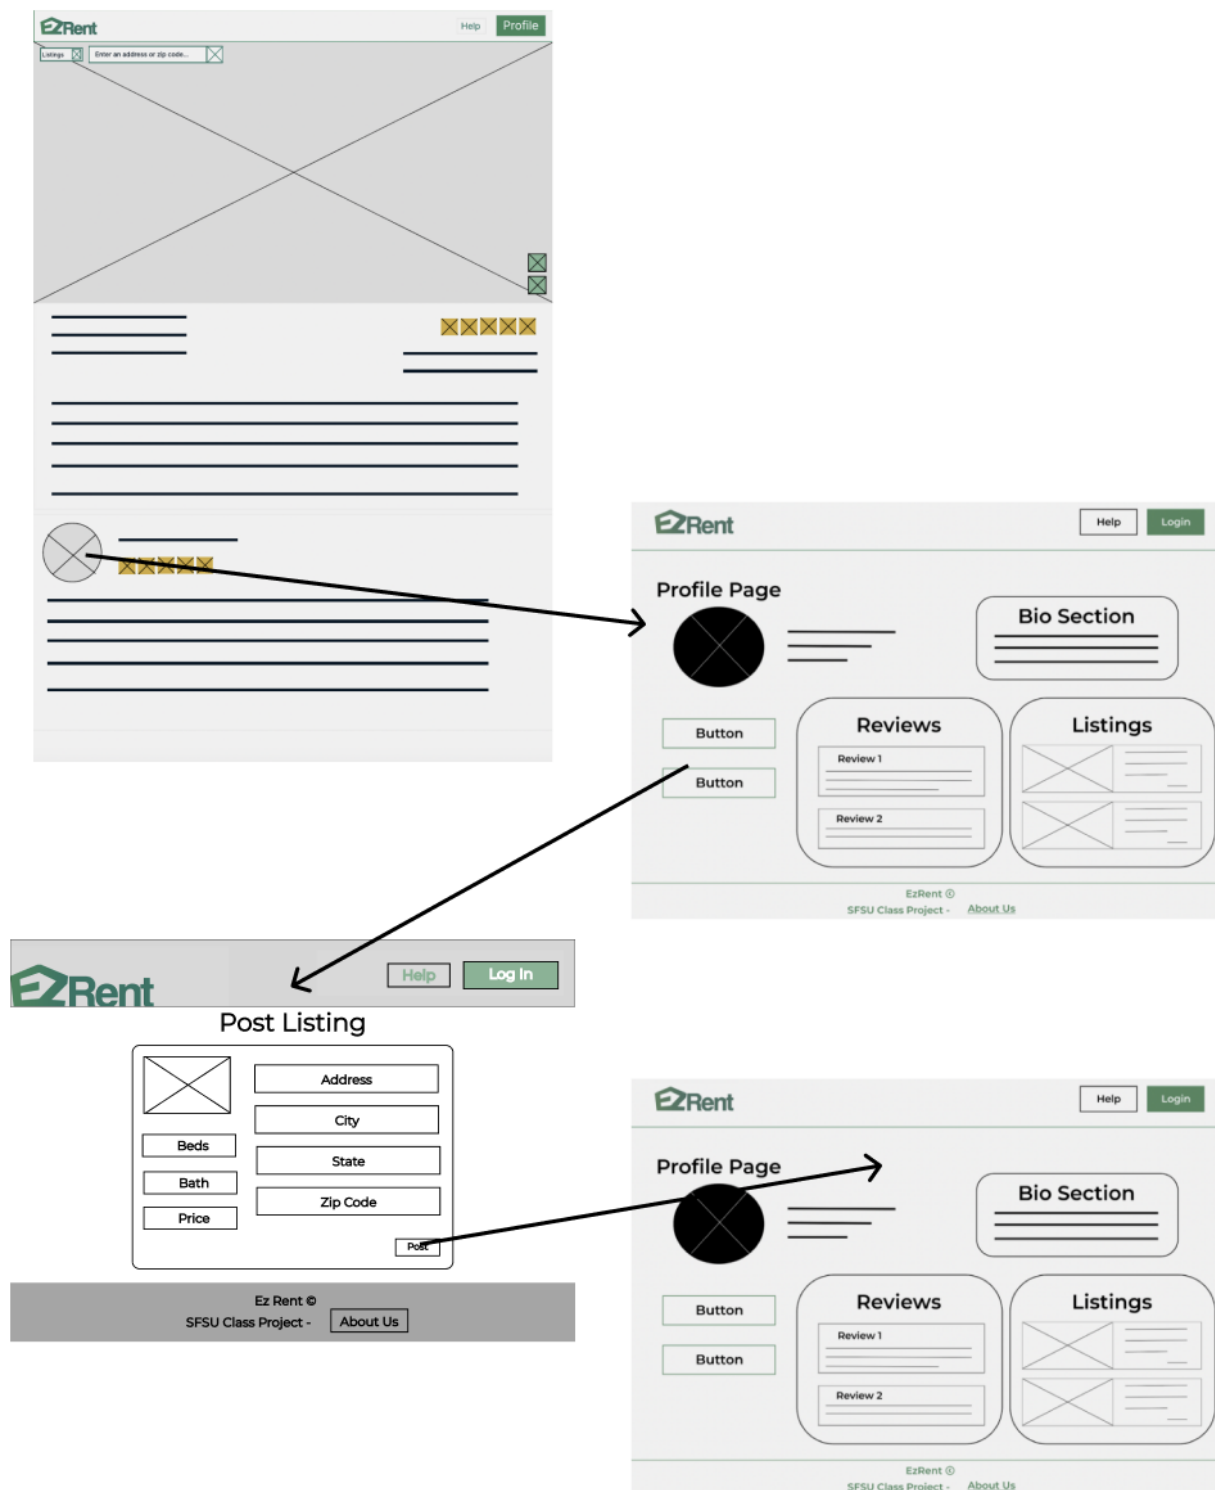 EZRent
Help
Profile
Listings
Enter an address or zip code...
EZRent
Help
Login
Profile Page
Bio Section
Button
Button
Reviews
Review 1
Review 2
Listings
EzRent ©
SFSU Class Project - About Us
EZRent
Help
Log In
Post Listing
Address
City
State
Zip Code
Beds
Bath
Price
Post
Ez Rent ©
SFSU Class Project - About Us
EZRent
Help
Login
Profile Page
Bio Section
Button
Button
Reviews
Review 1
Review 2
Listings
EzRent ©
SFSU Class Project - About Us